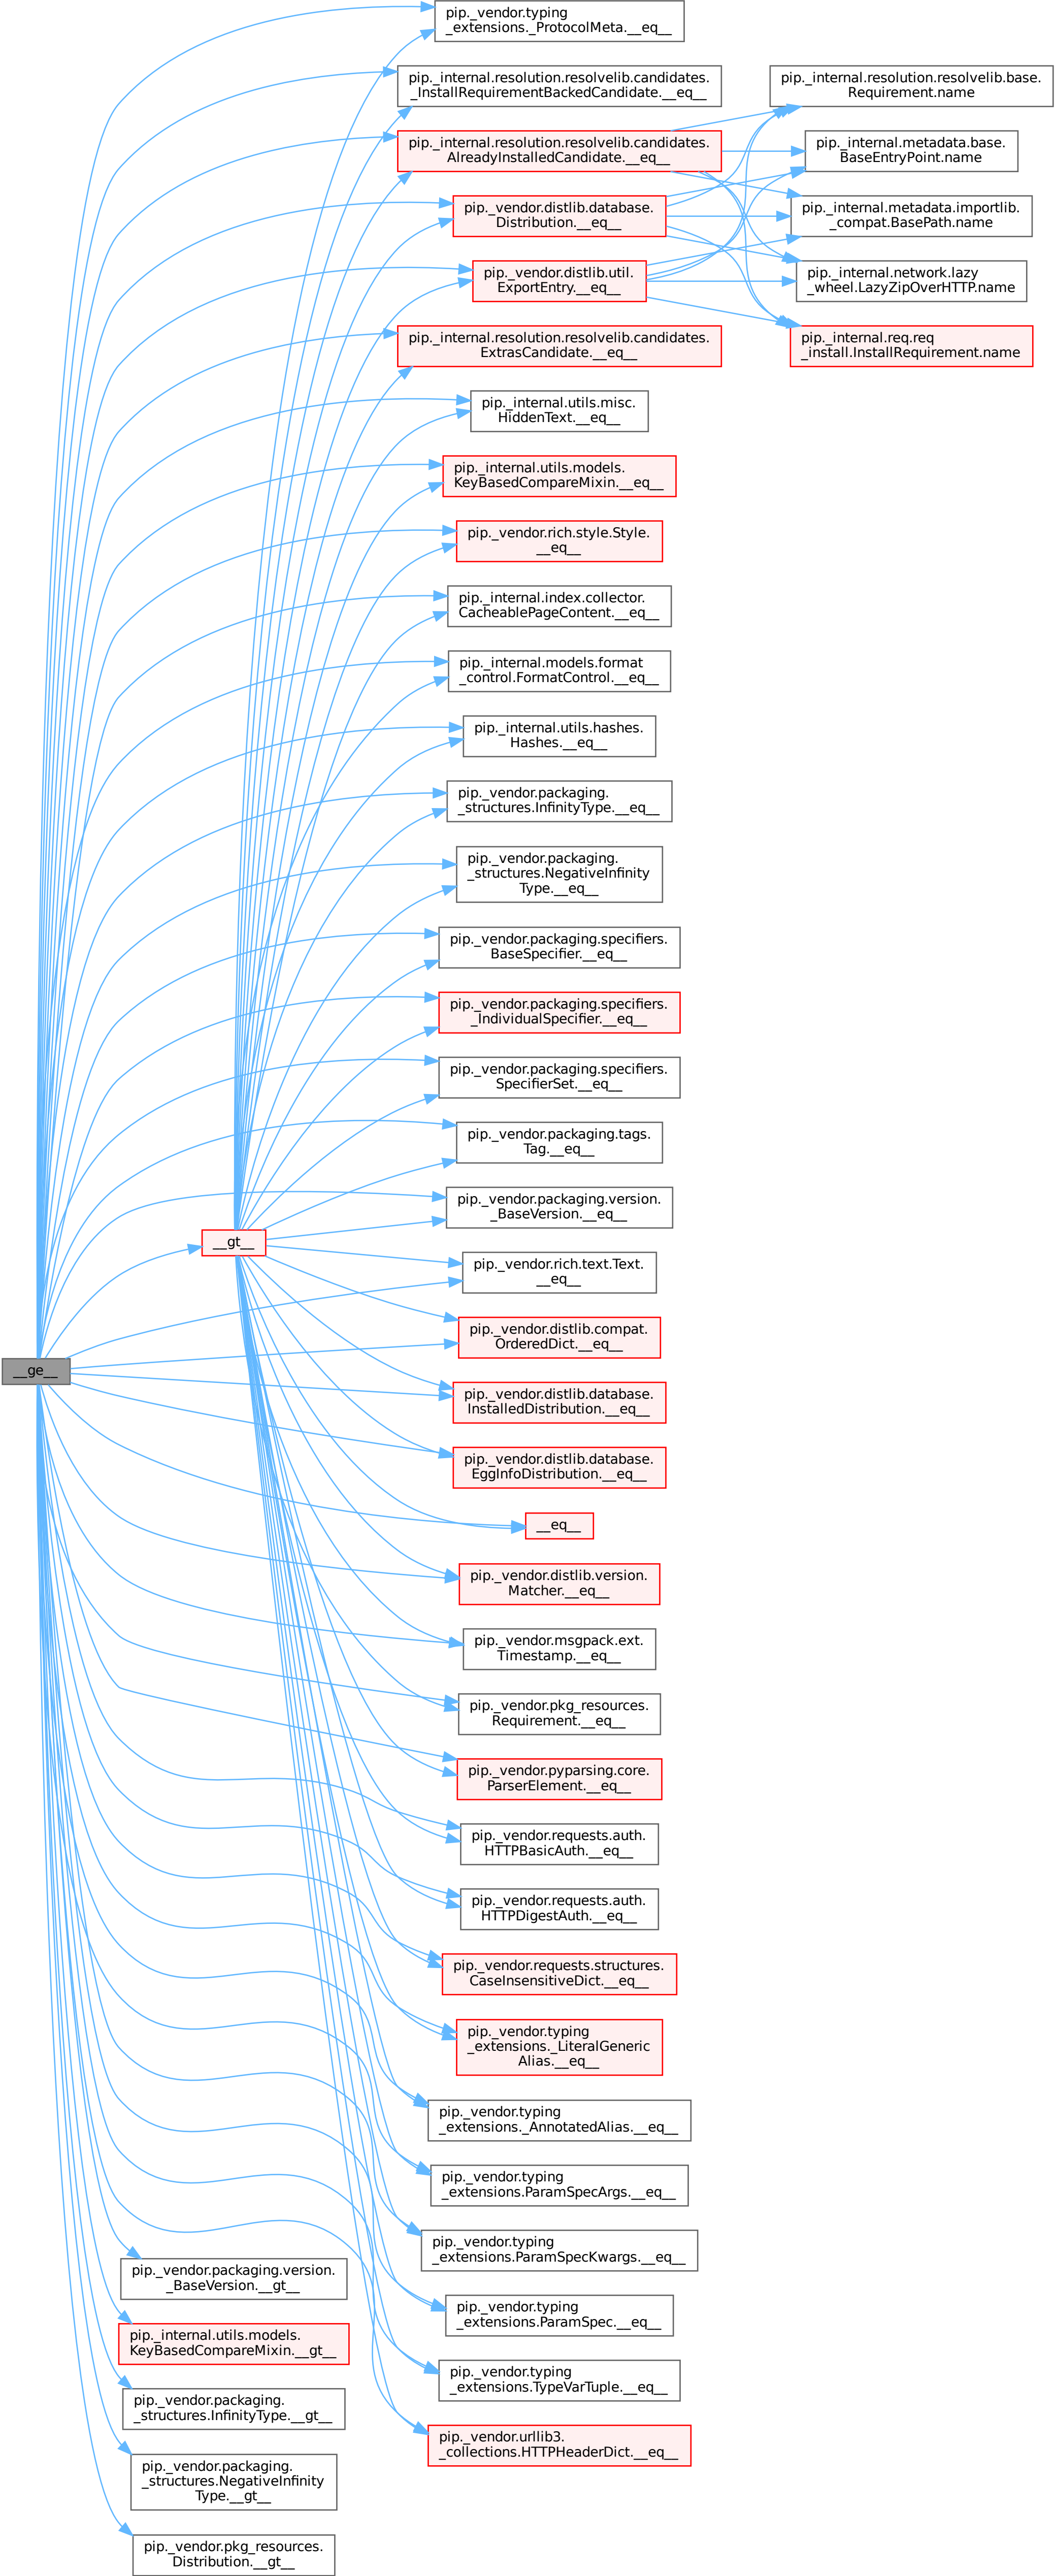 pip._vendor.typing
_extensions._ProtocolMeta.__eq__
pip._internal.resolution.resolvelib.candidates.
_InstallRequirementBackedCandidate.__eq__
pip._internal.resolution.resolvelib.base.
Requirement.name
pip._internal.resolution.resolvelib.candidates.
AlreadyInstalledCandidate.__eq__
pip._internal.metadata.base.
BaseEntryPoint.name
pip._vendor.distlib.database.
Distribution.__eq__
pip._internal.metadata.importlib.
_compat.BasePath.name
pip._vendor.distlib.util.
ExportEntry.__eq__
pip._internal.network.lazy
_wheel.LazyZipOverHTTP.name
pip._internal.resolution.resolvelib.candidates.
ExtrasCandidate.__eq__
pip._internal.req.req
_install.InstallRequirement.name
pip._internal.utils.misc.
HiddenText.__eq__
pip._internal.utils.models.
KeyBasedCompareMixin.__eq__
pip._vendor.rich.style.Style.
__eq__
pip._internal.index.collector.
CacheablePageContent.__eq__
pip._internal.models.format
_control.FormatControl.__eq__
pip._internal.utils.hashes.
Hashes.__eq__
pip._vendor.packaging.
_structures.InfinityType.__eq__
pip._vendor.packaging.
_structures.NegativeInfinity
Type.__eq__
pip._vendor.packaging.specifiers.
BaseSpecifier.__eq__
pip._vendor.packaging.specifiers.
_IndividualSpecifier.__eq__
pip._vendor.packaging.specifiers.
SpecifierSet.__eq__
pip._vendor.packaging.tags.
Tag.__eq__
pip._vendor.packaging.version.
_BaseVersion.__eq__
__gt__
pip._vendor.rich.text.Text.
__eq__
pip._vendor.distlib.compat.
OrderedDict.__eq__
__ge__
pip._vendor.distlib.database.
InstalledDistribution.__eq__
pip._vendor.distlib.database.
EggInfoDistribution.__eq__
__eq__
pip._vendor.distlib.version.
Matcher.__eq__
pip._vendor.msgpack.ext.
Timestamp.__eq__
pip._vendor.pkg_resources.
Requirement.__eq__
pip._vendor.pyparsing.core.
ParserElement.__eq__
pip._vendor.requests.auth.
HTTPBasicAuth.__eq__
pip._vendor.requests.auth.
HTTPDigestAuth.__eq__
pip._vendor.requests.structures.
CaseInsensitiveDict.__eq__
pip._vendor.typing
_extensions._LiteralGeneric
Alias.__eq__
pip._vendor.typing
_extensions._AnnotatedAlias.__eq__
pip._vendor.typing
_extensions.ParamSpecArgs.__eq__
pip._vendor.typing
_extensions.ParamSpecKwargs.__eq__
pip._vendor.packaging.version.
_BaseVersion.__gt__
pip._vendor.typing
_extensions.ParamSpec.__eq__
pip._internal.utils.models.
KeyBasedCompareMixin.__gt__
pip._vendor.typing
_extensions.TypeVarTuple.__eq__
pip._vendor.packaging.
_structures.InfinityType.__gt__
pip._vendor.urllib3.
_collections.HTTPHeaderDict.__eq__
pip._vendor.packaging.
_structures.NegativeInfinity
Type.__gt__
pip._vendor.pkg_resources.
Distribution.__gt__